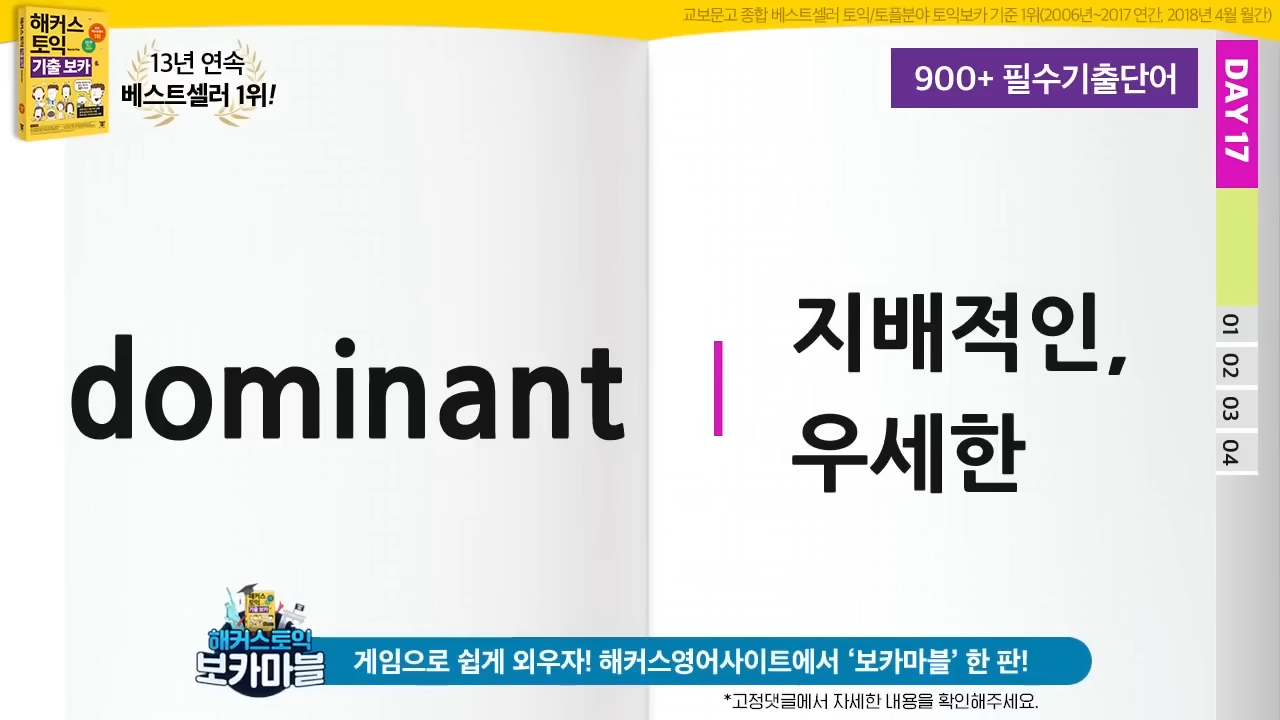 교보문고 종합 베스트셀러 토익/토플분야 토익보카 기준 1위(2006년~2017 연간, 2018년 4월 월간)
해커스
토익
기출 보카
13년 연속
베스트셀러 1위!
900+ 필수기출단어
DAY 17
dominant
지배적인,
우세한
01
02
03
04
해커스토익
보카마블
게임으로 쉽게 외우자! 해커스영어사이트에서 ‘보카마블’ 한 판!
*고정댓글에서 자세한 내용을 확인해주세요.